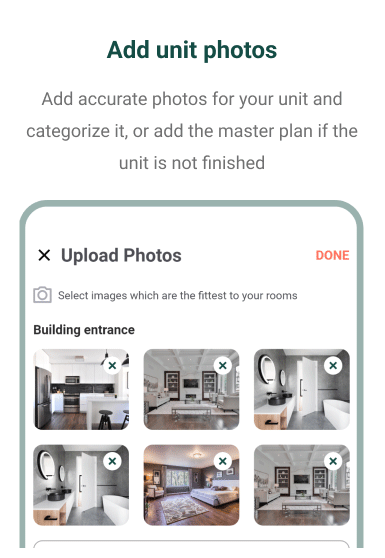 Add unit photos
Add accurate photos for your unit and
categorize it, or add the master plan if the
unit is not finished
Upload Photos
DONE
Select images which are the fittest to your rooms
Building entrance